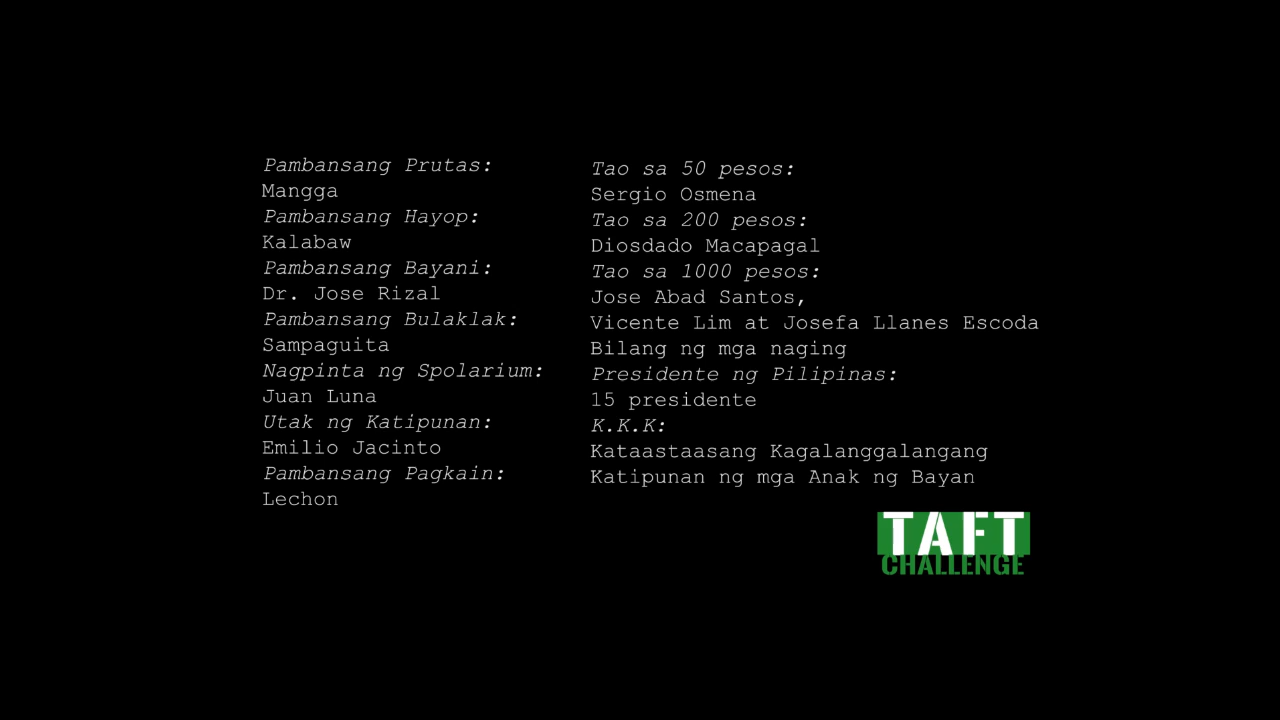 Pambansang Prutas:
Mangga
Pambansang Hayop:
Kalabaw
Pambansang Bayani:
Dr. Jose Rizal
Pambansang Bulaklak:
Sampaguita
Nagpinta ng Spolarium:
Juan Luna
Utak ng Katipunan:
Emilio Jacinto
Pambansang Pagkain:
Lechon
Tao sa 50 pesos:
Sergio Osmena
Tao sa 200 pesos:
Diosdado Macapagal
Tao sa 1000 pesos:
Jose Abad Santos,
Vicente Lim at Josefa Llanes Escoda
Bilang ng mga naging
Presidente ng Pilipinas:
15 presidente
K.K.K:
Kataastaasang Kagalanggalangang
Katipunan ng mga Anak ng Bayan
TAFT
CHALLENGE